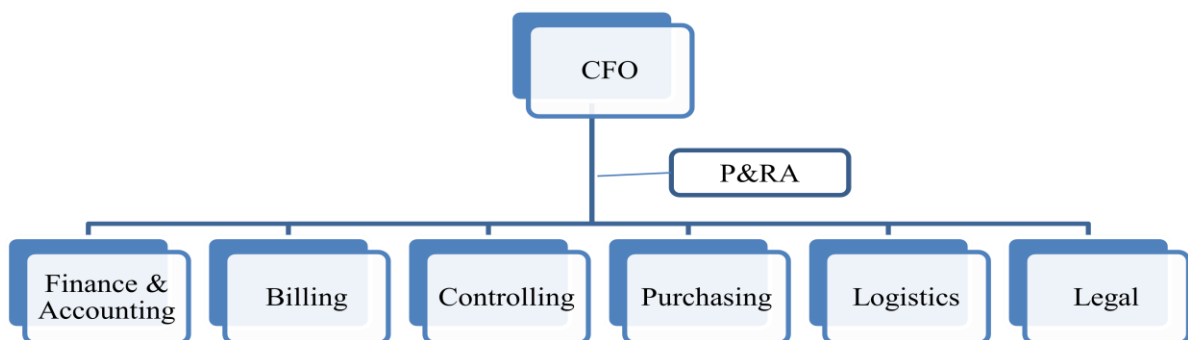 CFO
P&RA
Finance &
Accounting
Billing
Controlling
Purchasing
Logistics
Legal